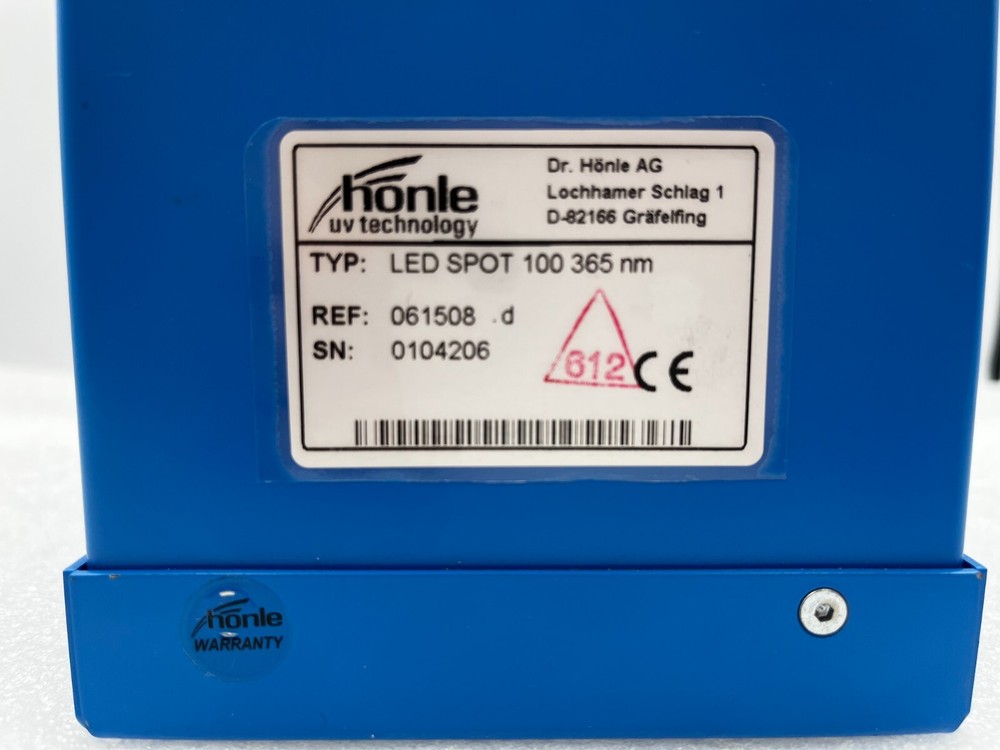 hönle
uv technology
Dr. Hönle AG
Lochhamer Schlag 1
D-82166 Gräfelfing
TYP: LED SPOT 100 365 nm
REF: 061508 .d
SN: 0104206
612
CE
hönle
WARRANTY